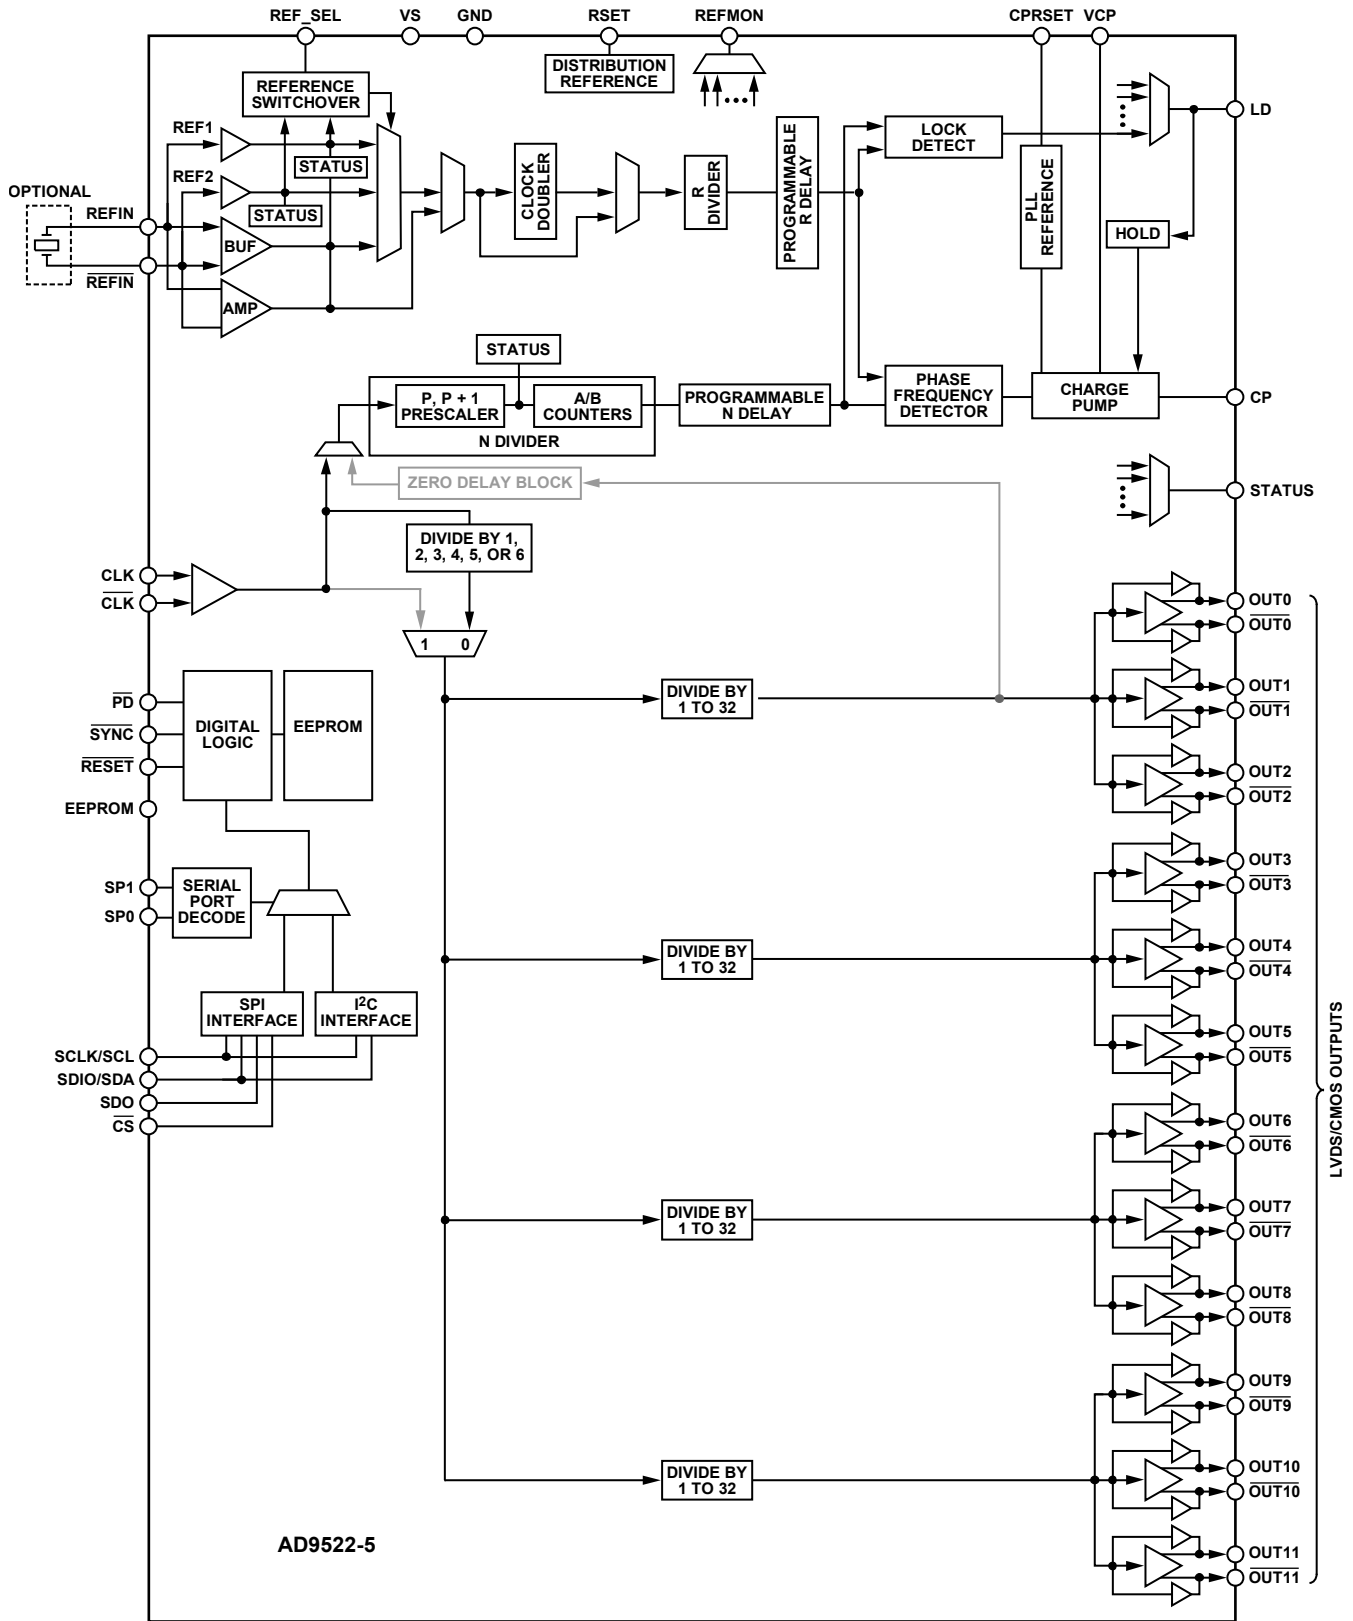 REF_SEL
VS
GND
RSET
REFMON
CPRSET
VCP
DISTRIBUTION
REFERENCE
REFERENCE
SWITCHOVER
REF1
REF2
STATUS
STATUS
OPTIONAL
REFIN
REFIN
BUF
AMP
CLOCK
DOUBLER
R
DIVIDER
PROGRAMMABLE
R DELAY
LOCK
DETECT
PLL
REFERENCE
LD
HOLD
STATUS
P, P + 1
PRESCALER
A/B
COUNTERS
N DIVIDER
PROGRAMMABLE
N DELAY
PHASE
FREQUENCY
DETECTOR
CHARGE
PUMP
CP
ZERO DELAY BLOCK
STATUS
DIVIDE BY 1,
2, 3, 4, 5, OR 6
CLK
CLK
1 0
PD
SYNC
RESET
EEPROM
DIGITAL
LOGIC
EEPROM
SP1
SP0
SERIAL
PORT
DECODE
SPI
INTERFACE
I2C
INTERFACE
SCLK/SCL
SDIO/SDA
SDO
CS
DIVIDE BY
1 TO 32
DIVIDE BY
1 TO 32
DIVIDE BY
1 TO 32
DIVIDE BY
1 TO 32
OUT0
OUT0
OUT1
OUT1
OUT2
OUT2
OUT3
OUT3
OUT4
OUT4
OUT5
OUT5
OUT6
OUT6
OUT7
OUT7
OUT8
OUT8
OUT9
OUT9
OUT10
OUT10
OUT11
OUT11
LVDS/CMOS OUTPUTS
AD9522-5